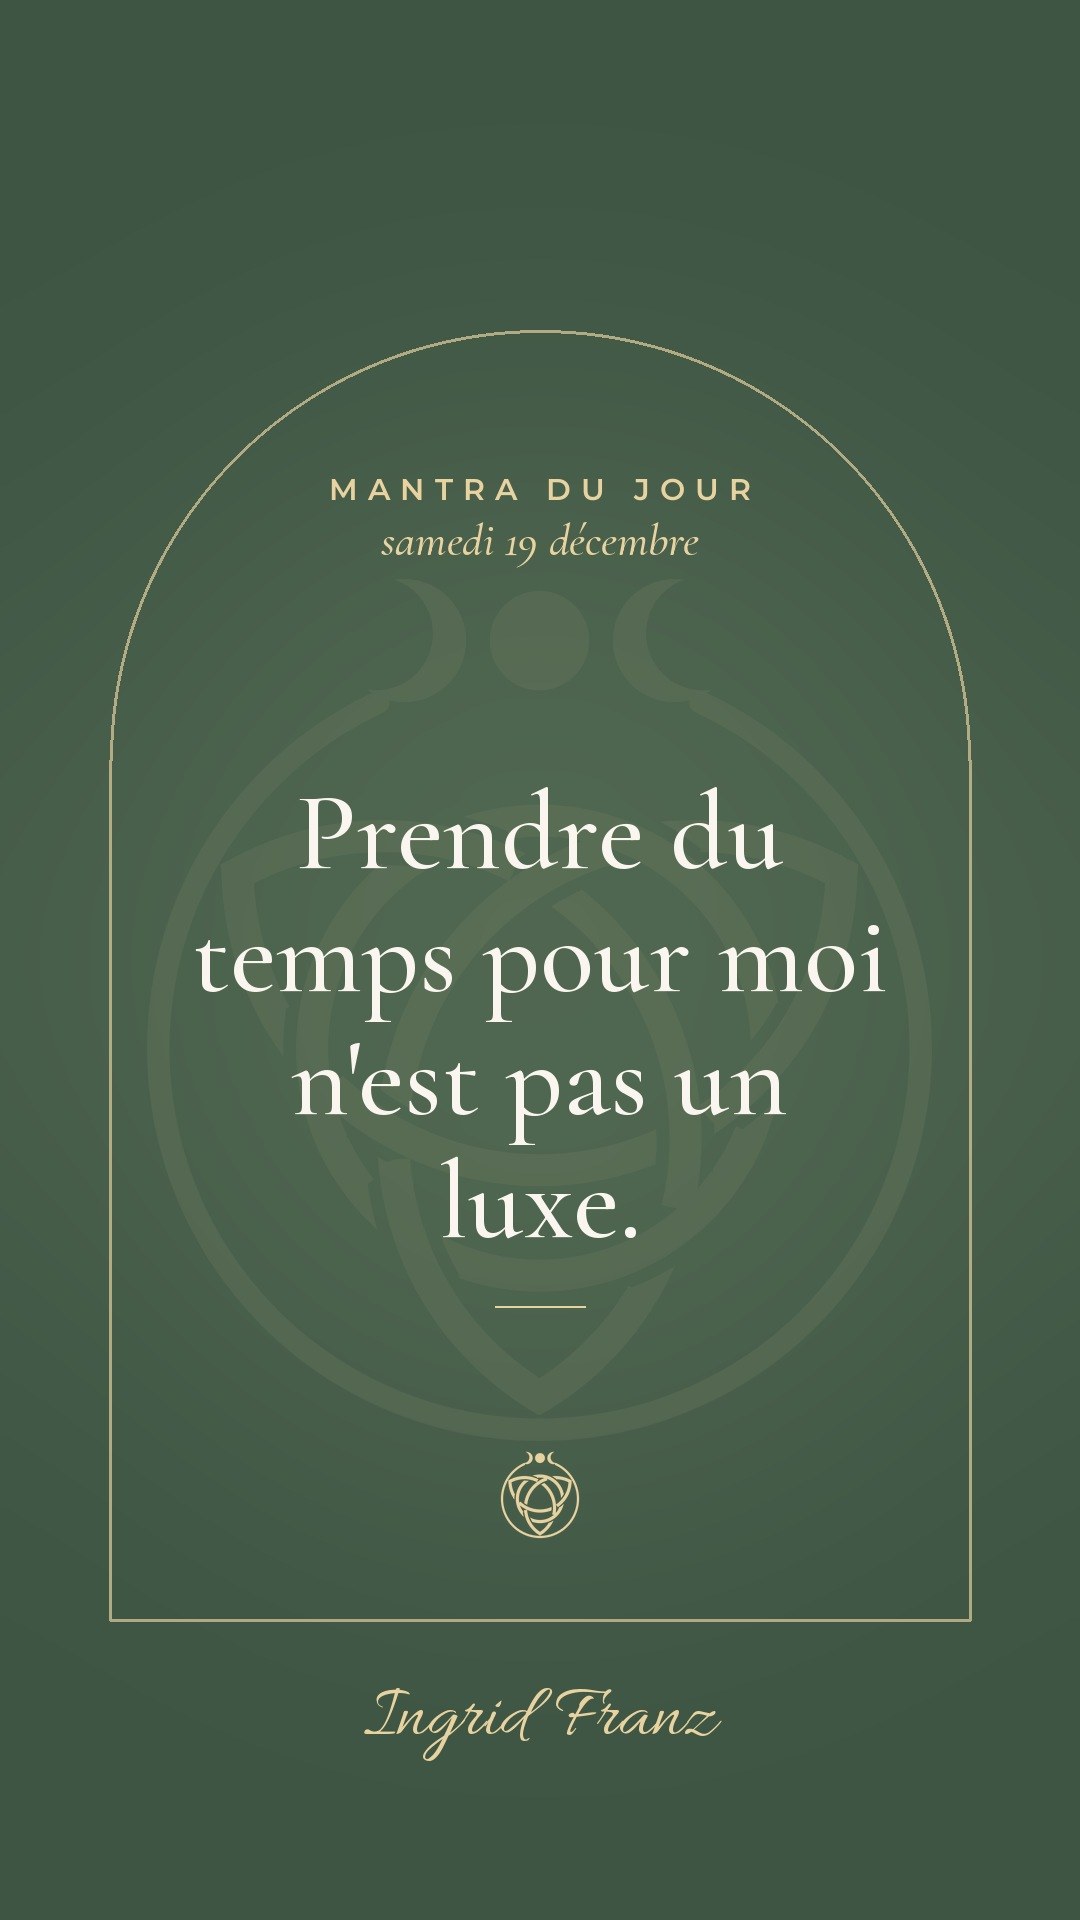 MANTRA DU JOUR
samedi 19 décembre
Prendre du
temps pour moi
n'est pas un
luxe.
Ingrid Franz